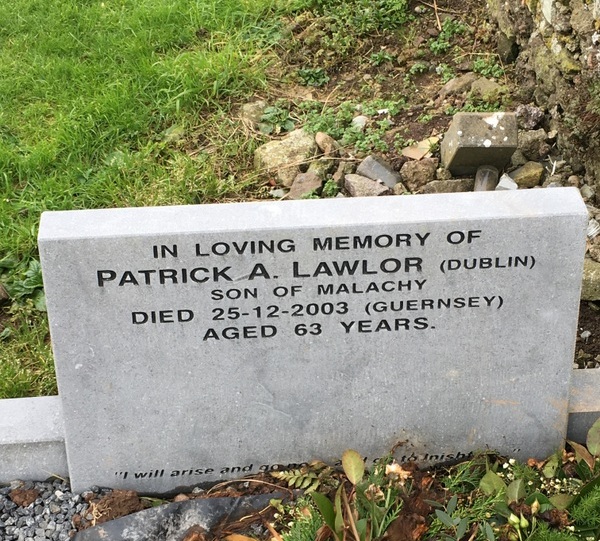 IN LOVING MEMORY OF
PATRICK A. LAWLOR (DUBLIN)
SON OF MALACHY
DIED 25-12-2003 (GUERNSEY)
AGED 63 YEARS.
"I will arise and go to